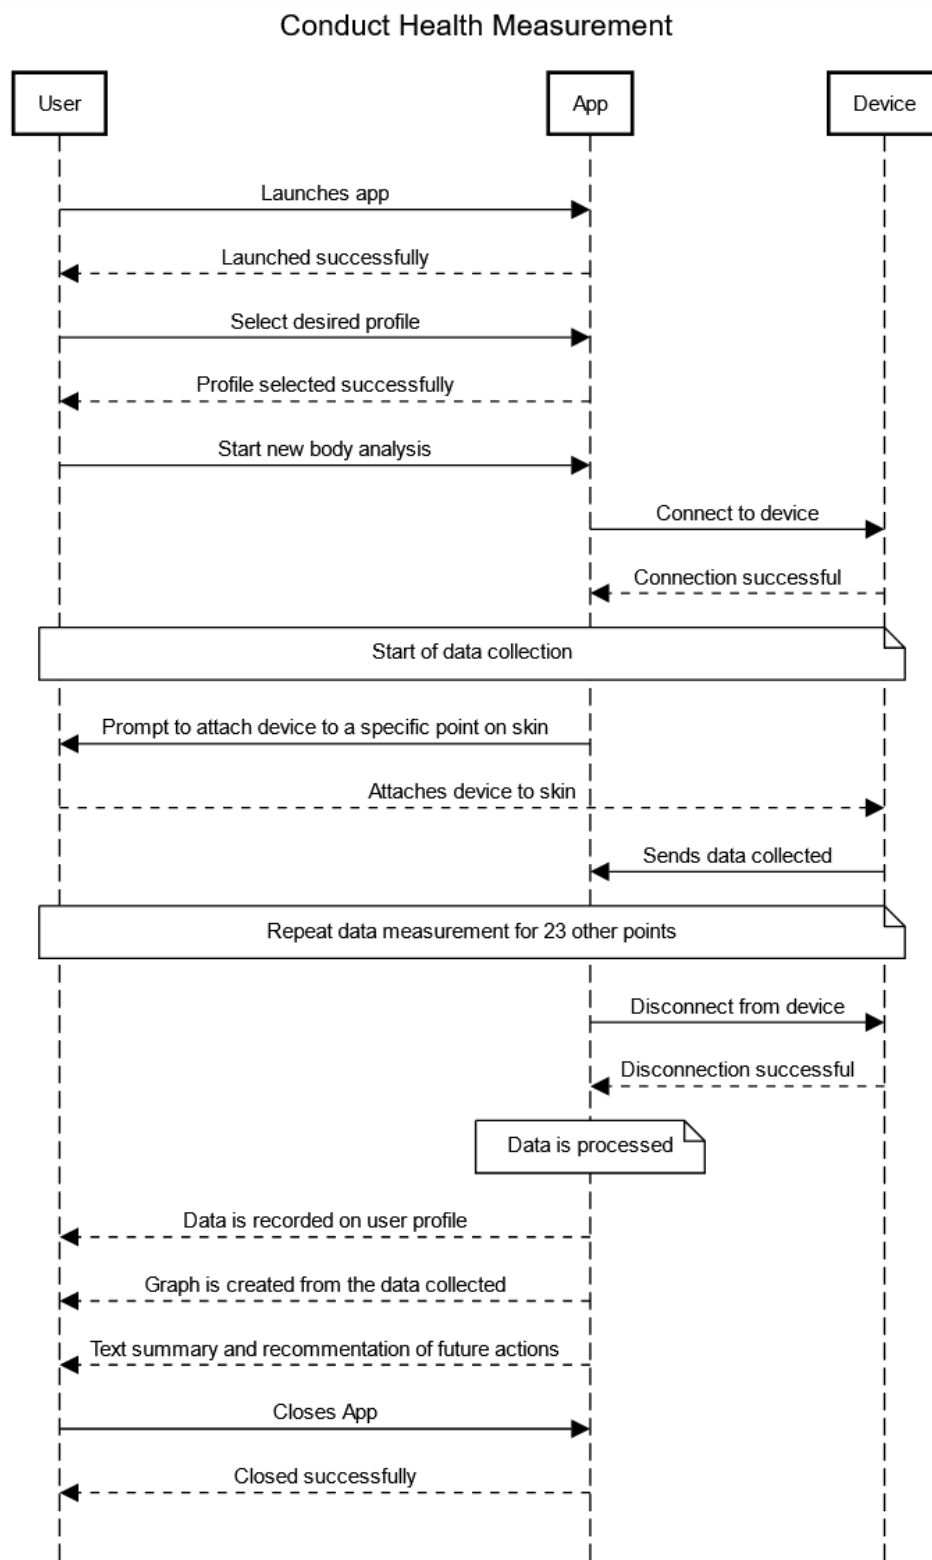 Conduct Health Measurement
User
App
Device
Launches app
Launched successfully
Select desired profile
Profile selected successfully
Start new body analysis
Connect to device
Connection successful
Start of data collection
Prompt to attach device to a specific point on skin
Attaches device to skin
Sends data collected
Repeat data measurement for 23 other points
Disconnect from device
Disconnection successful
Data is processed
Data is recorded on user profile
Graph is created from the data collected
Text summary and recommentation of future actions
Closes App
Closed successfully